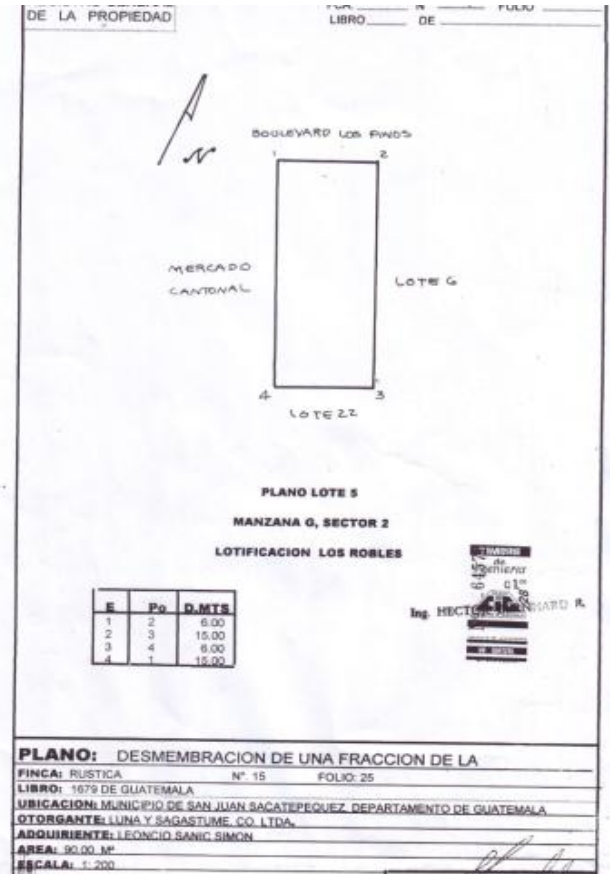 DE LA PROPIEDAD
FOLIO
LIBRO DE
N
BOULEVARD LOS PINOS
1 2
MERCADO
CANTONAL
LOTE 6
4 3
LOTE 22
PLANO LOTE 5
MANZANA G, SECTOR 2
LOTIFICACION LOS ROBLES
E Po D.MTS
1 2 6.00
2 3 15.00
3 4 6.00
4 1 15.00
de
Ing.
PLANO: DESMEMBRACION DE UNA FRACCION DE LA
FINCA: RUSTICA Nº. 15 FOLIO: 25
LIBRO: 1679 DE GUATEMALA
UBICACION: MUNICIPIO DE SAN JUAN SACATEPEQUEZ DEPARTAMENTO DE GUATEMALA
OTORGANTE: LUNA Y SAGASTUME, CO. LTDA.
ADQUIRIENTE: LEONCIO SANIC SIMON
AREA: 90.00 M²
ESCALA: 1: 200